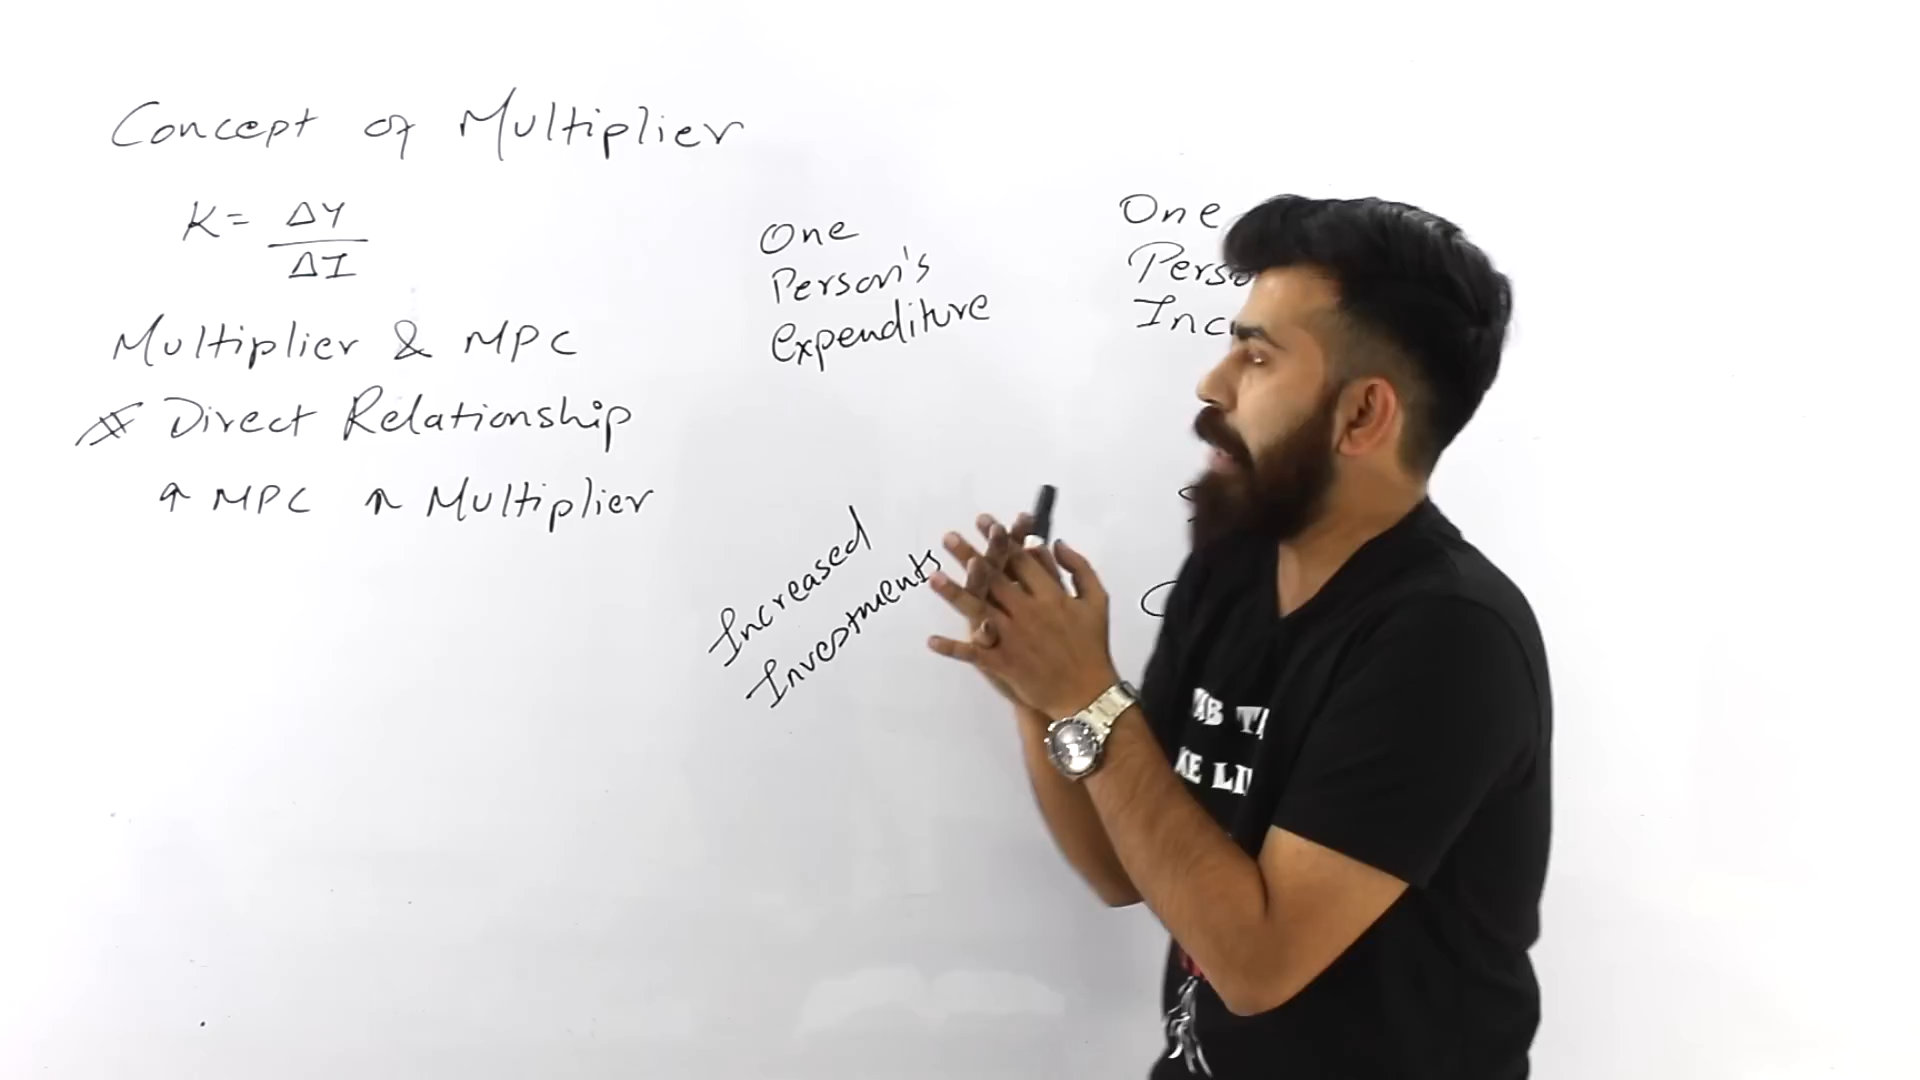 Concept of Multiplier
K = ΔY
ΔI
Multiplier & MPC
# Direct Relationship
↑ MPC ↑ Multiplier
One
Person's
expenditure
Increased
Investments
One